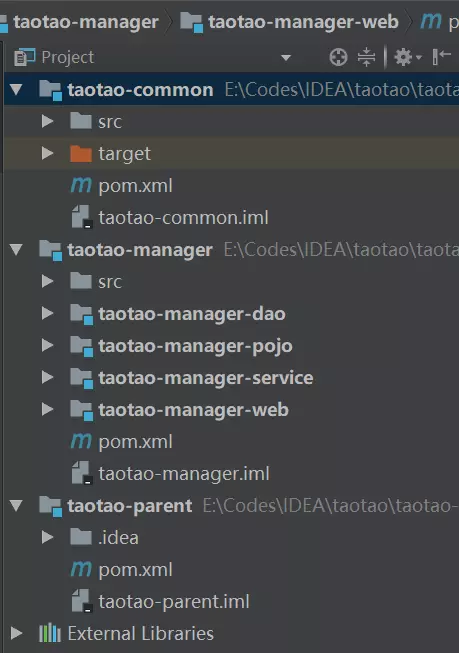 taotao-manager taotao-manager-web
Project
taotao-common E:\Codes\IDEA\taotao\taota
src
target
pom.xml
taotao-common.iml
taotao-manager E:\Codes\IDEA\taotao\taota
src
taotao-manager-dao
taotao-manager-pojo
taotao-manager-service
taotao-manager-web
pom.xml
taotao-manager.iml
taotao-parent E:\Codes\IDEA\taotao\taotao-
.idea
pom.xml
taotao-parent.iml
External Libraries